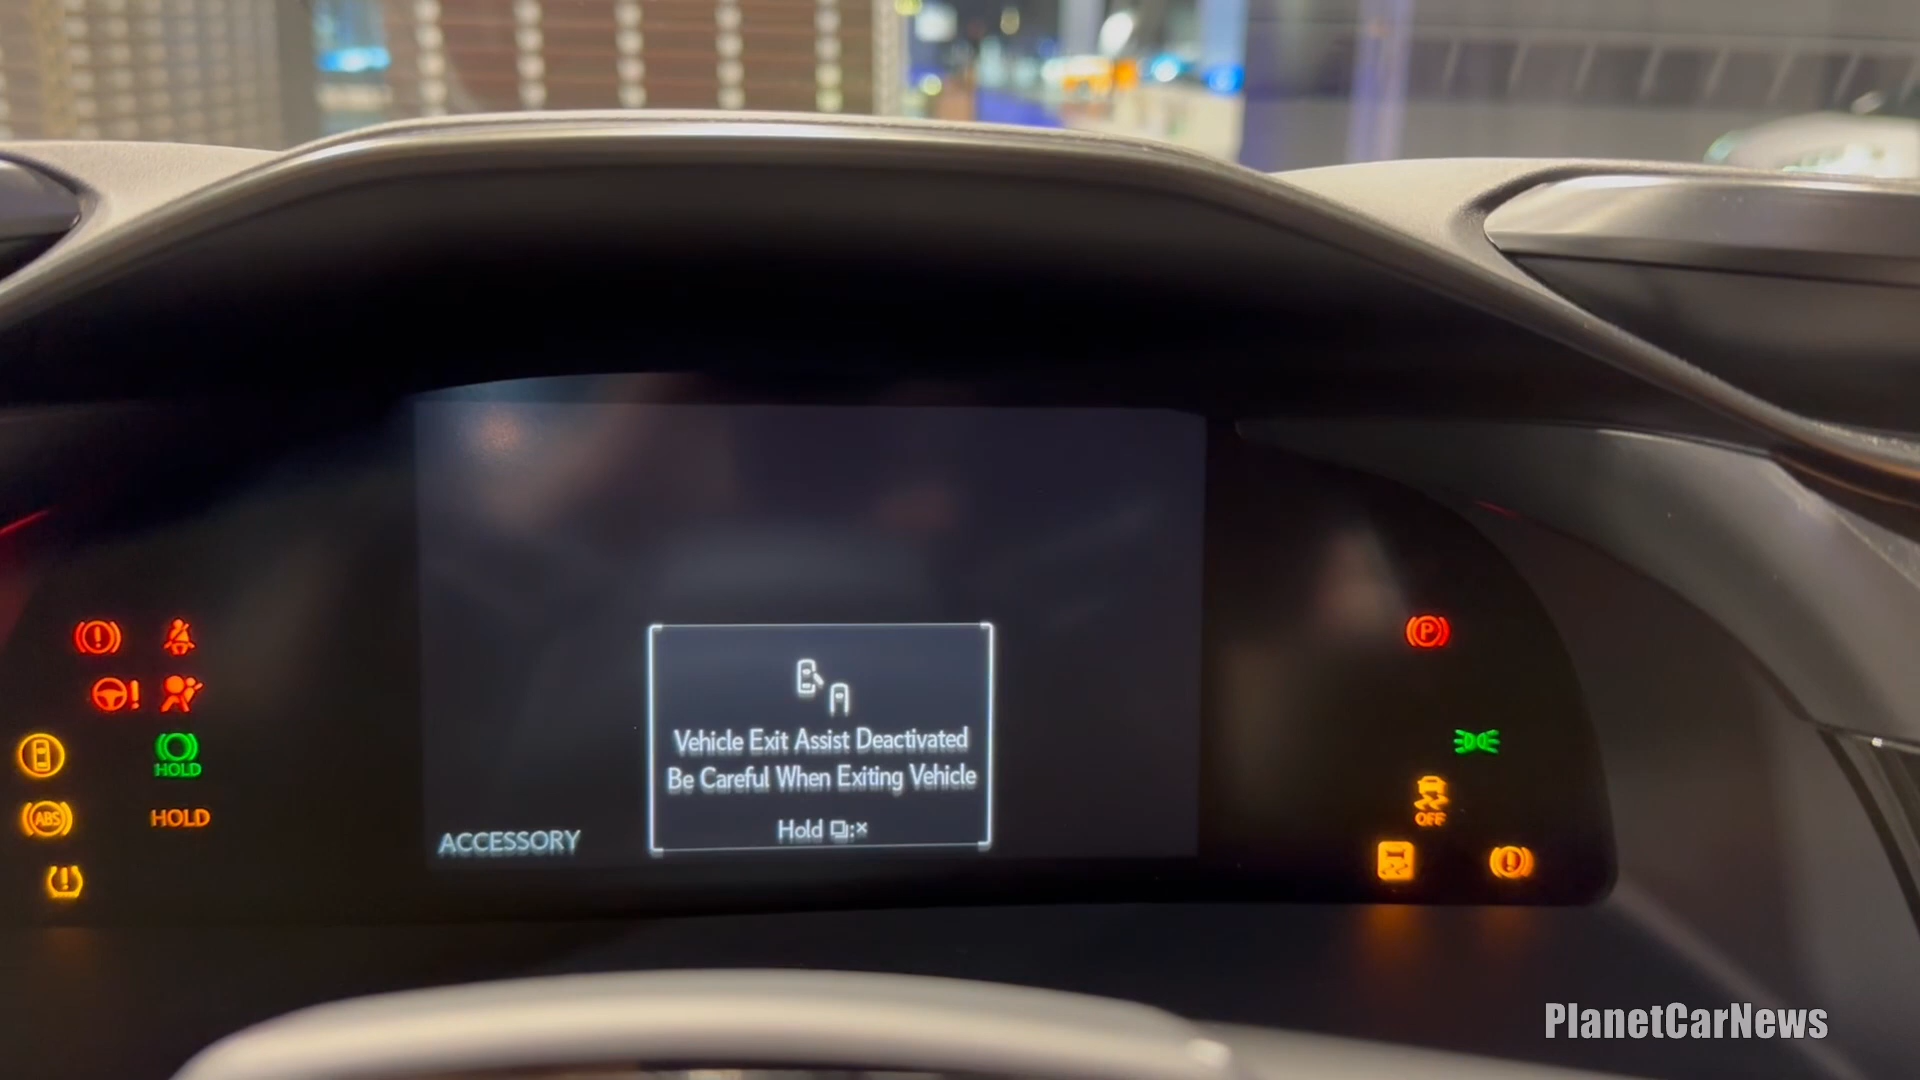 HOLD
ABS
HOLD
ACCESSORY
Vehicle Exit Assist Deactivated
Be Careful When Exiting Vehicle
Hold
P
OFF
PlanetCarNews